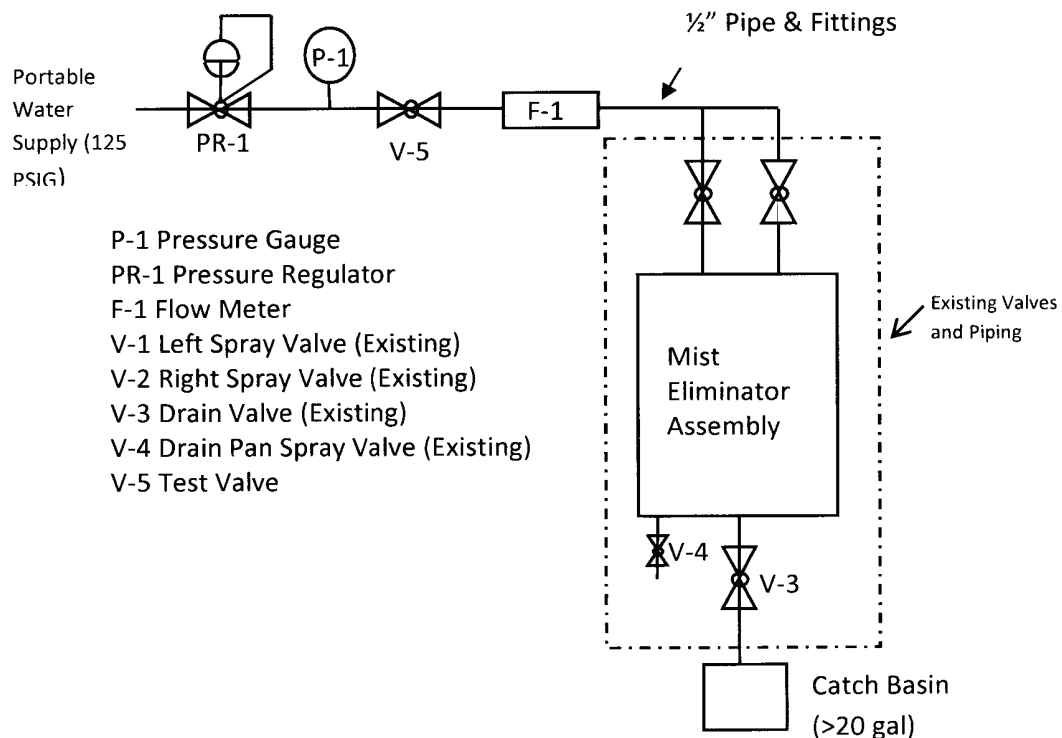 ½” Pipe & Fittings
P-1
Portable
Water
Supply (125
PSIG)
PR-1
V-5
F-1
P-1 Pressure Gauge
PR-1 Pressure Regulator
F-1 Flow Meter
V-1 Left Spray Valve (Existing)
V-2 Right Spray Valve (Existing)
V-3 Drain Valve (Existing)
V-4 Drain Pan Spray Valve (Existing)
V-5 Test Valve
Existing Valves
and Piping
Mist
Eliminator
Assembly
V-4
V-3
Catch Basin
(>20 gal)